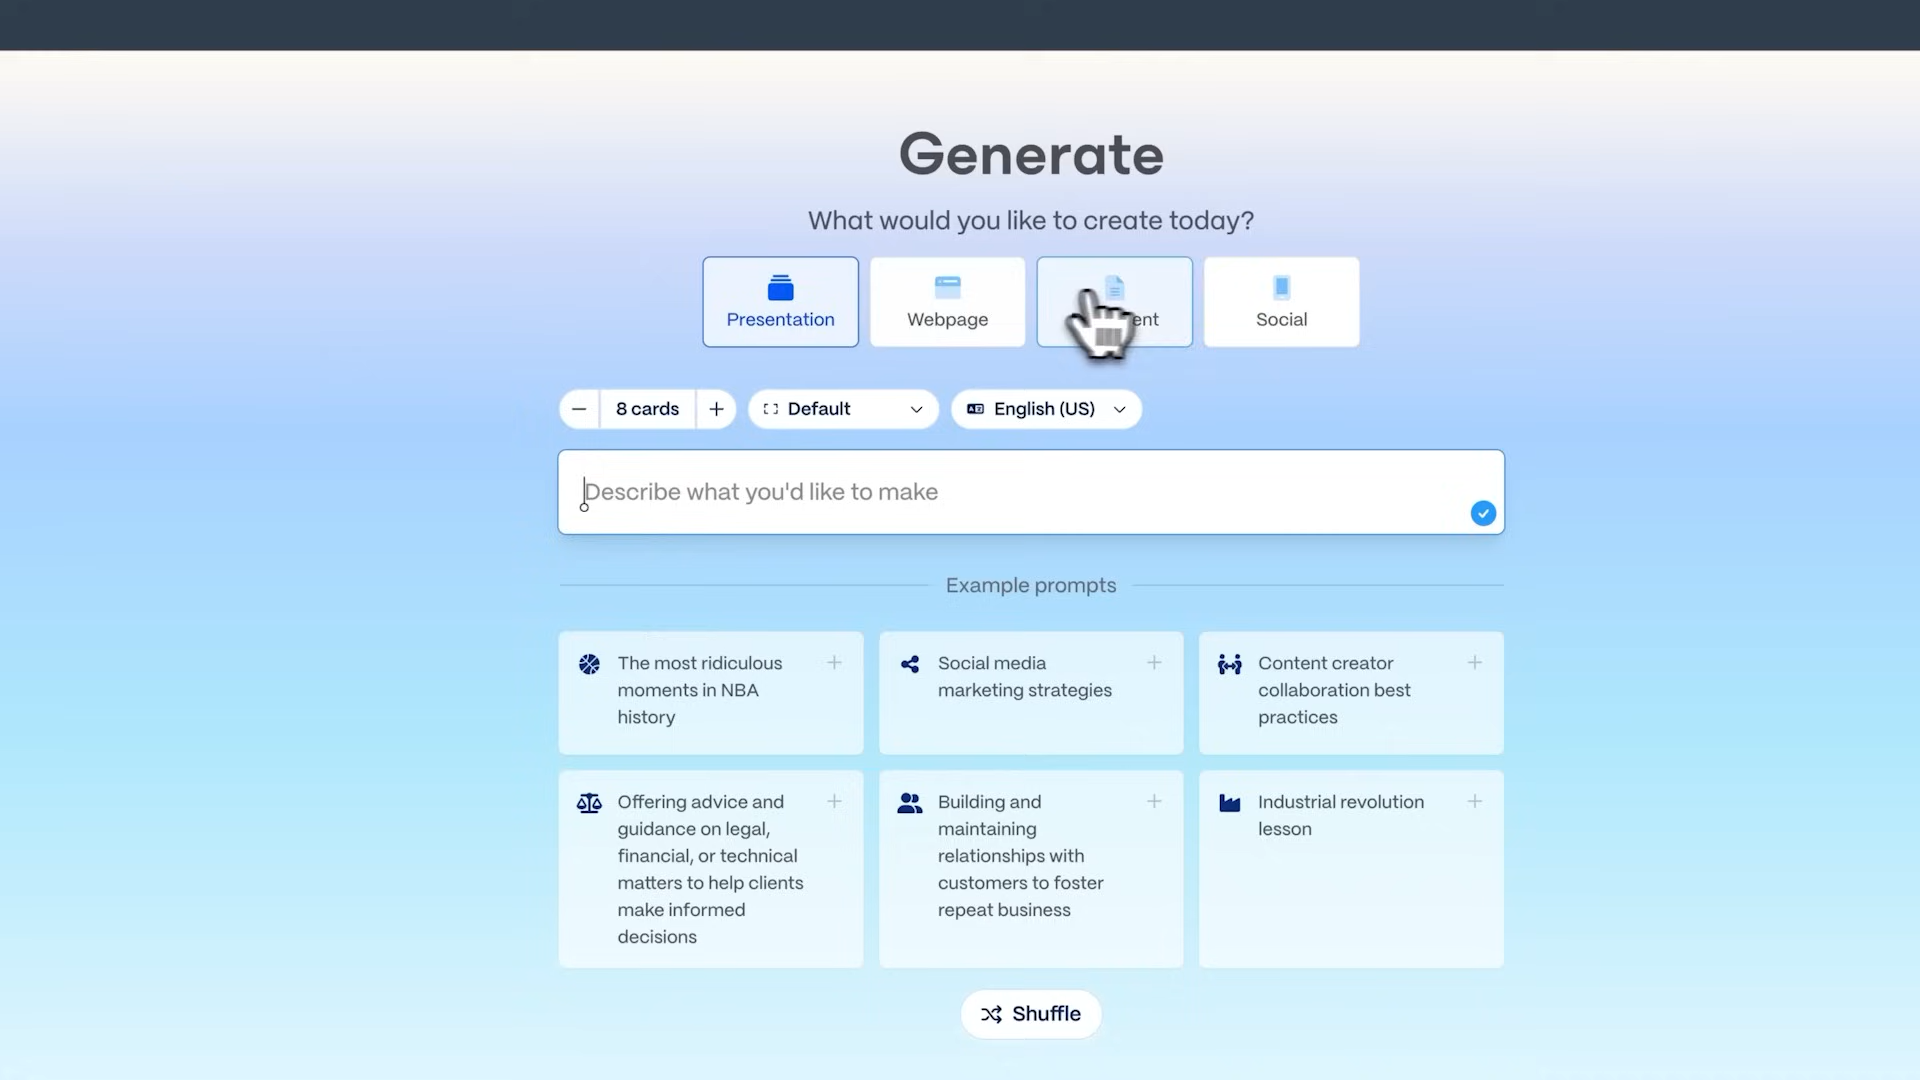 Generate
What would you like to create today?
Presentation
Webpage
Social
8 cards
Default
English (US)
Describe what you'd like to make
Example prompts
The most ridiculous
moments in NBA
history
Social media
marketing strategies
Content creator
collaboration best
practices
Offering advice and
guidance on legal,
financial, or technical
matters to help clients
make informed
decisions
Building and
maintaining
relationships with
customers to foster
repeat business
Industrial revolution
lesson
Shuffle